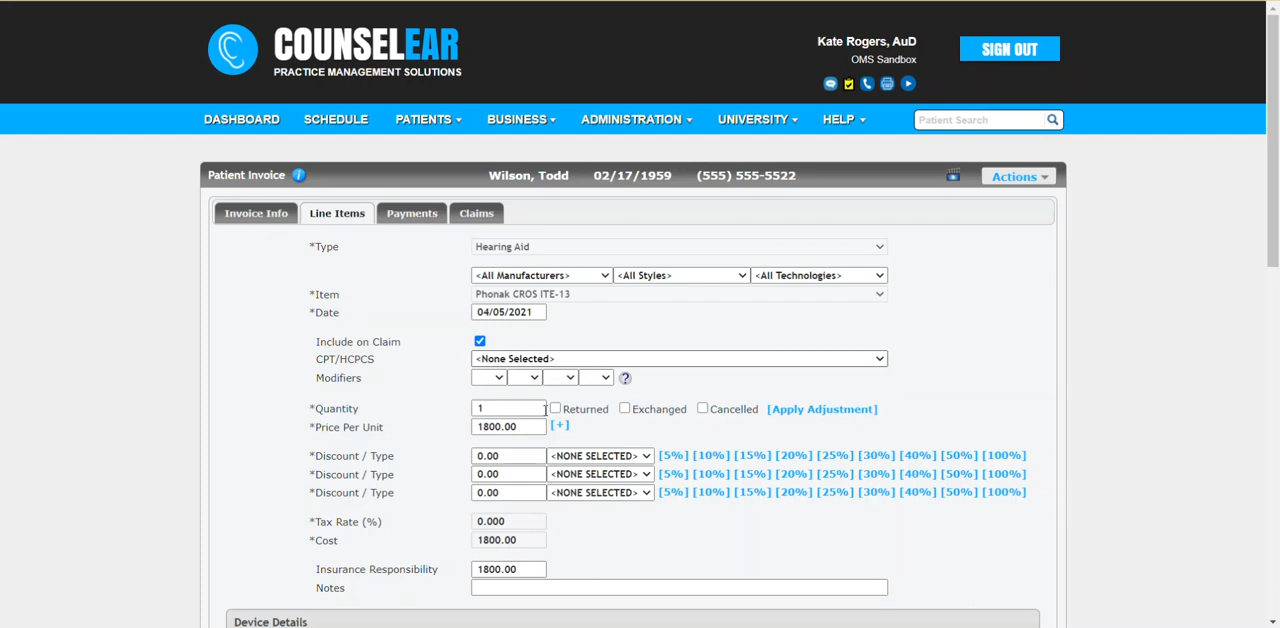 COUNSELEAR
PRACTICE MANAGEMENT SOLUTIONS
Kate Rogers, AuD
OMS Sandbox
SIGN OUT
DASHBOARD SCHEDULE PATIENTS BUSINESS ADMINISTRATION UNIVERSITY HELP Patient Search
Patient Invoice i Wilson, Todd 02/17/1959 (555) 555-5522 Actions
Invoice Info Line Items Payments Claims
*Type Hearing Aid
<All Manufacturers> <All Styles> <All Technologies>
*Item Phonak CROS ITE-13
*Date 04/05/2021
Include on Claim
CPT/HCPCS <None Selected>
Modifiers ?
*Quantity 1 Returned Exchanged Cancelled [Apply Adjustment]
*Price Per Unit 1800.00 [+]
*Discount / Type 0.00 <NONE SELECTED> [5%] [10%] [15%] [20%] [25%] [30%] [40%] [50%] [100%]
*Discount / Type 0.00 <NONE SELECTED> [5%] [10%] [15%] [20%] [25%] [30%] [40%] [50%] [100%]
*Discount / Type 0.00 <NONE SELECTED> [5%] [10%] [15%] [20%] [25%] [30%] [40%] [50%] [100%]
*Tax Rate (%) 0.000
*Cost 1800.00
Insurance Responsibility 1800.00
Notes
Device Details